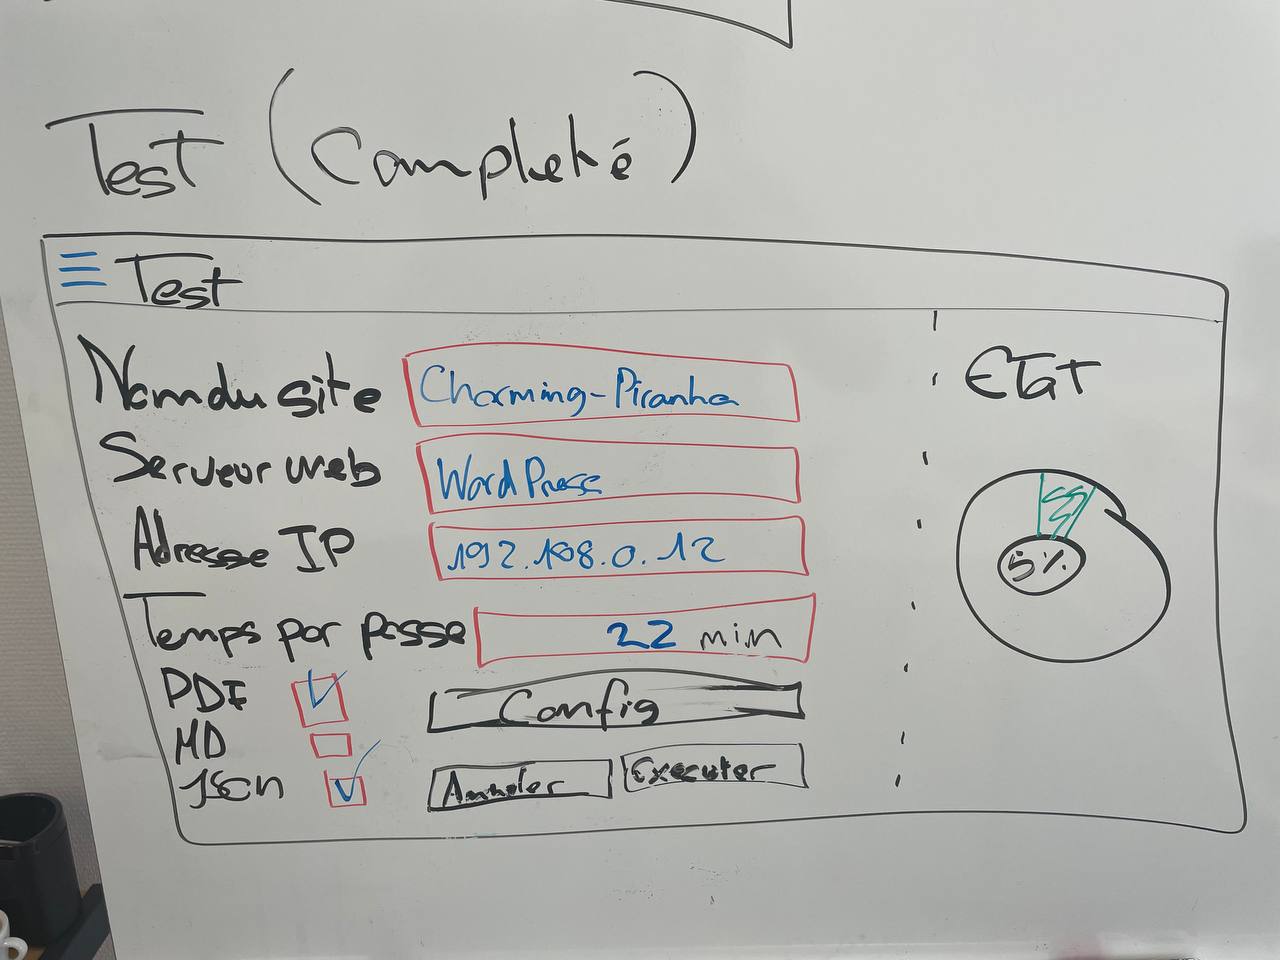 Test (Completé)
Test
Nom du site Charming-Piranha
Serveur web WordPress
Adresse IP 192.168.0.12
Temps par passe 22 min
PDF Config
MD
JSON Annuler Executer
ETAT
5%